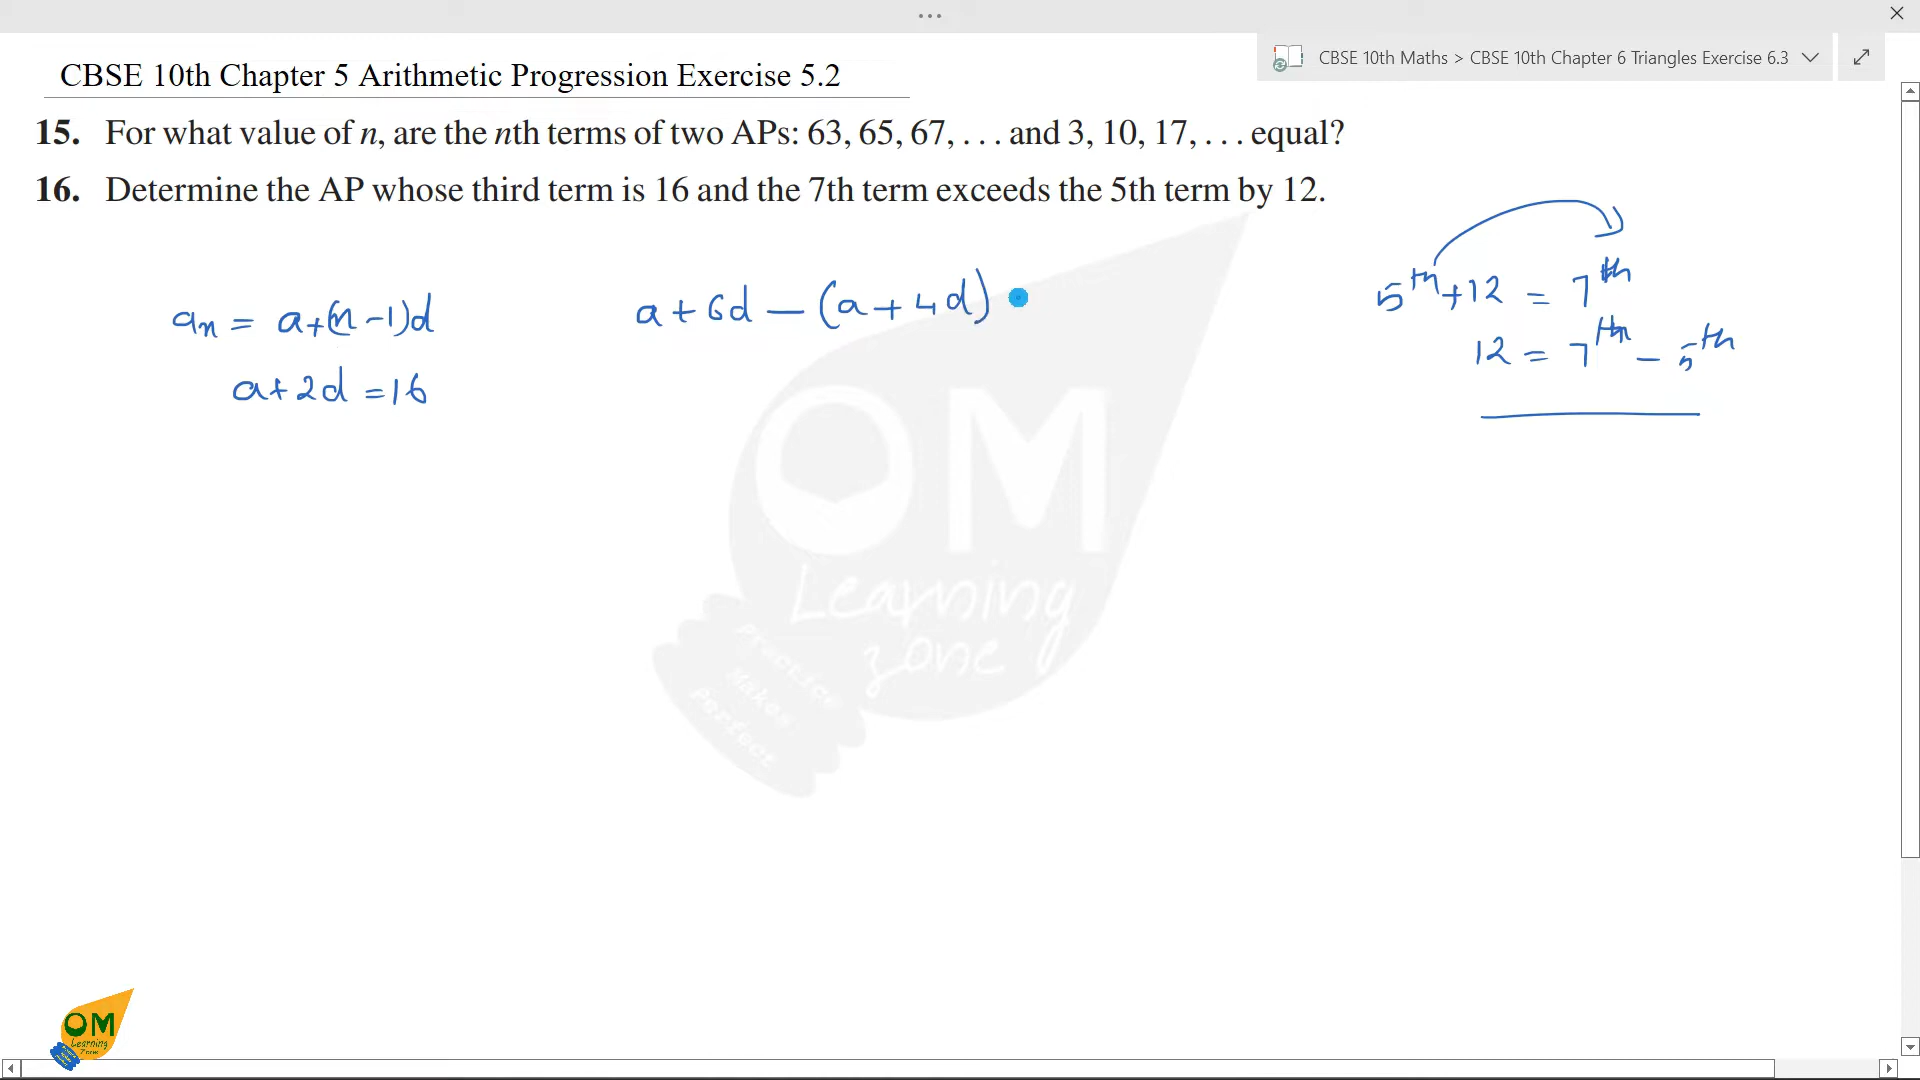 CBSE 10th Maths > CBSE 10th Chapter 6 Triangles Exercise 6.3
CBSE 10th Chapter 5 Arithmetic Progression Exercise 5.2
15. For what value of n, are the nth terms of two APs: 63, 65, 67, . . . and 3, 10, 17, . . . equal?
16. Determine the AP whose third term is 16 and the 7th term exceeds the 5th term by 12.
an = a+(n-1)d
a+2d =16
a+6d-(a+4d)
5th+12 = 7th
12 = 7th - 5th
OM
Learning
zone
Practice
Makes
Perfect
OM
Learning
Zone